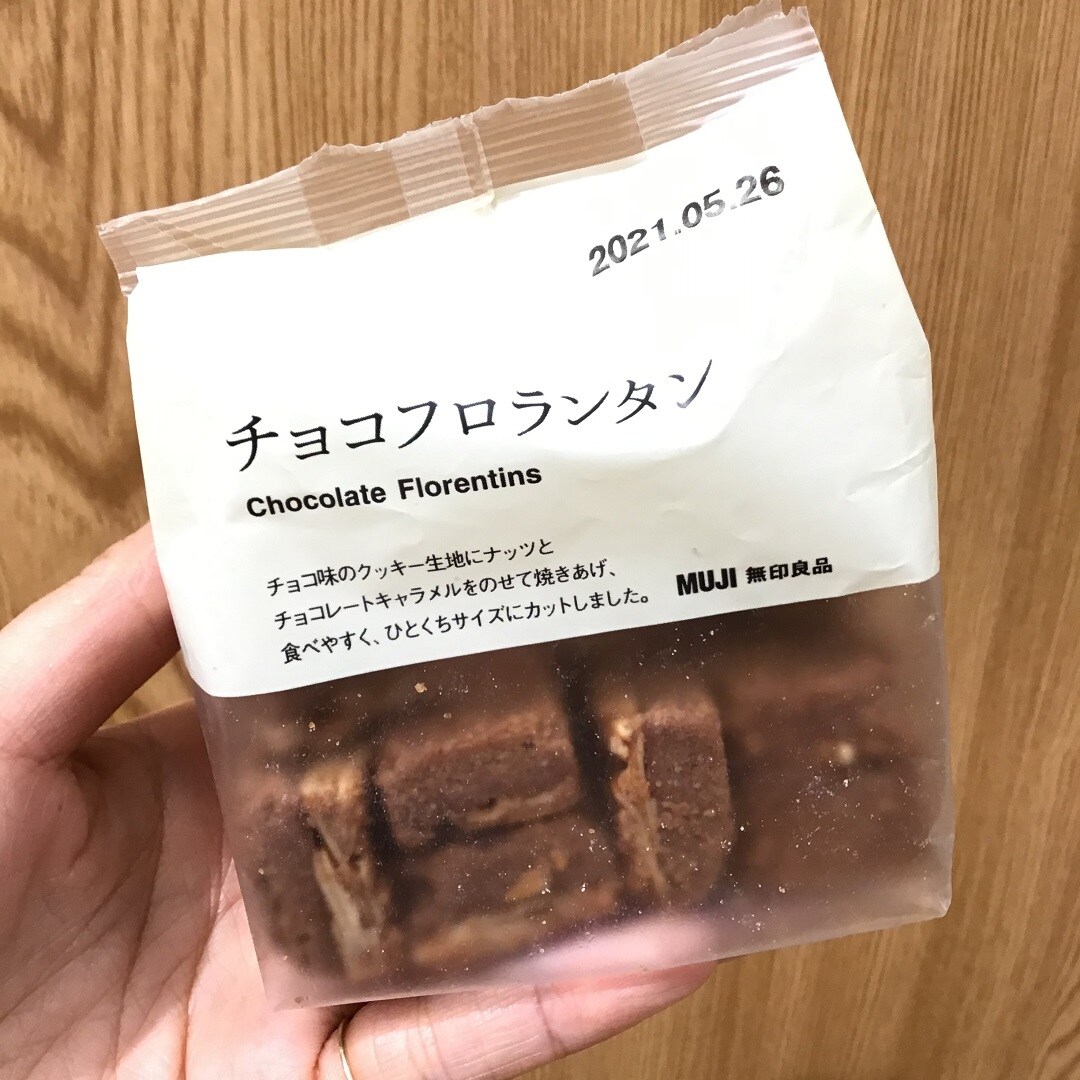 2021.05.26
チョコフロランタン
Chocolate Florentins
チョコ味のクッキー生地にナッツと
チョコレートキャラメルをのせて焼きあげ、
食べやすく、ひとくちサイズにカットしました。
MUJI 無印良品